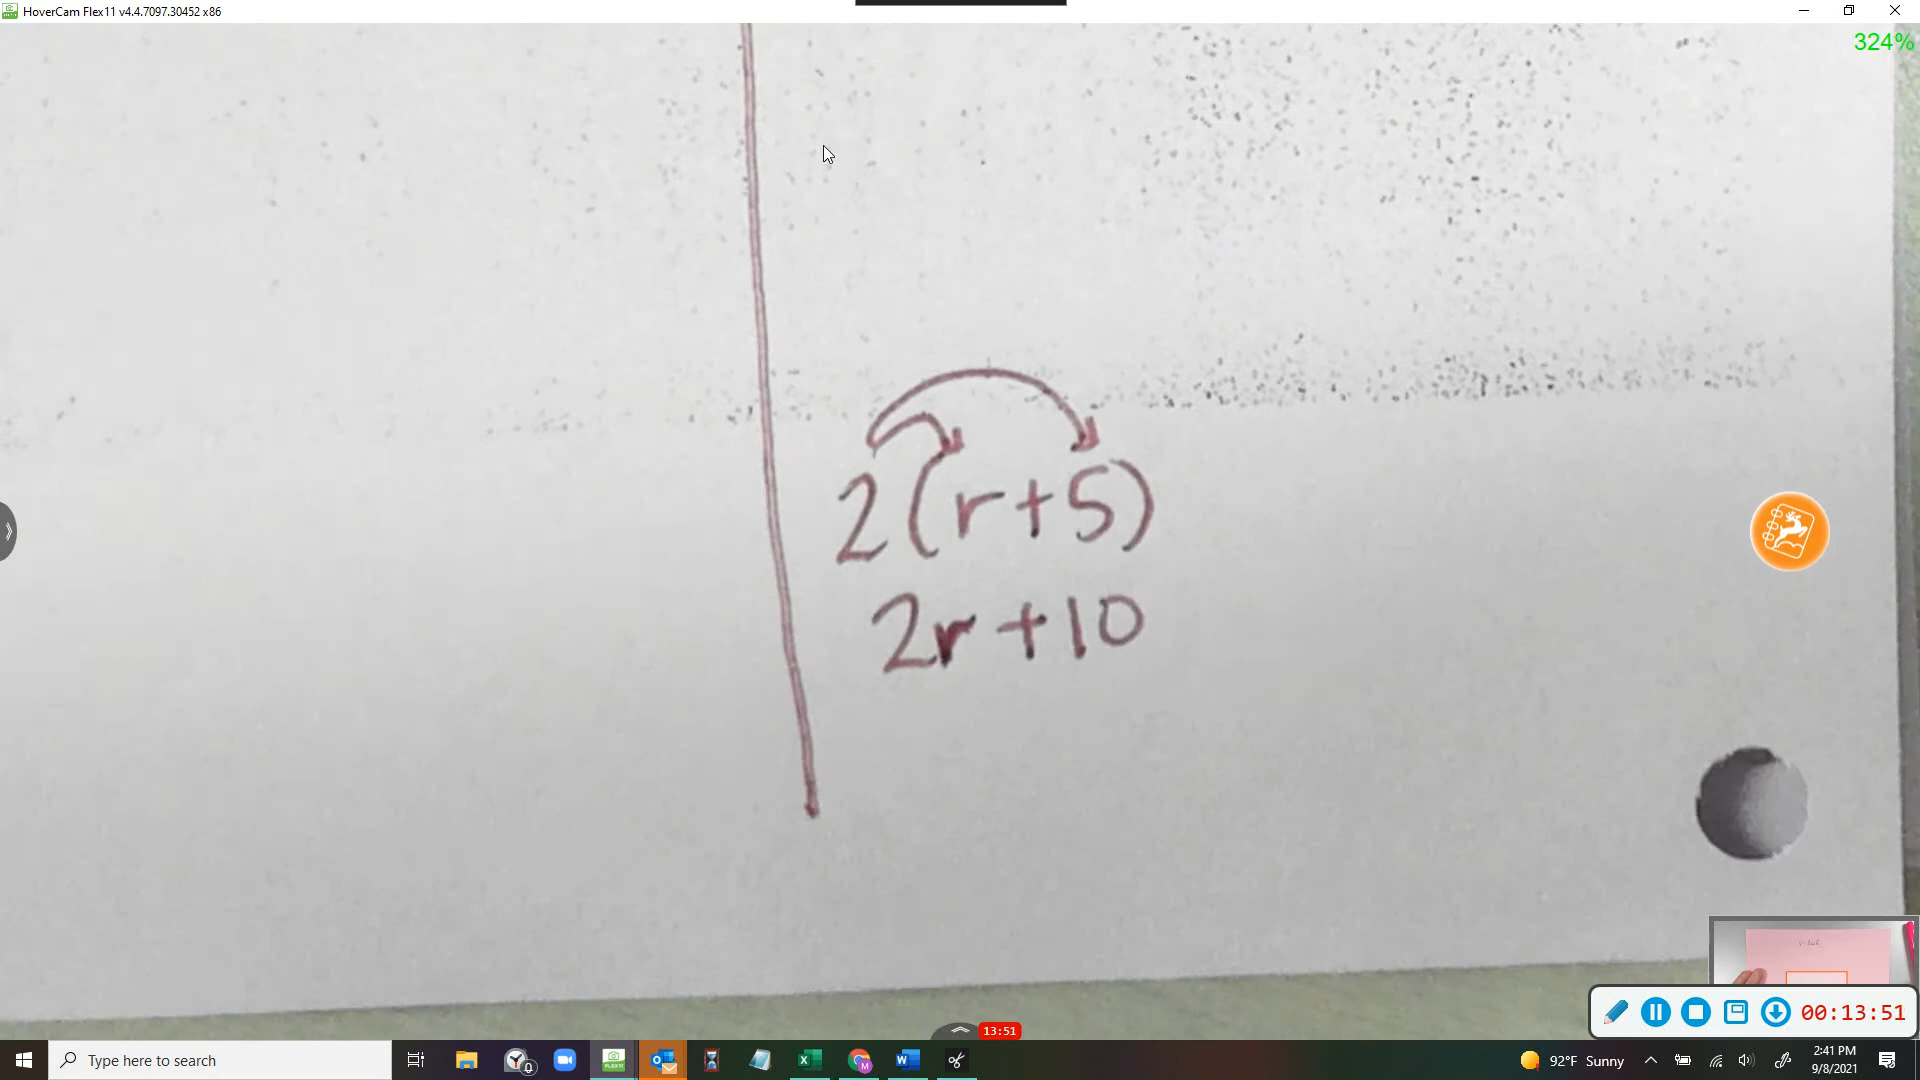 HoverCam Flex11 v4.4.7097.30452 x86
324%
2(r+5)
2r+10
00:13:51
13:51
Type here to search
92°F Sunny
2:41 PM
9/8/2021